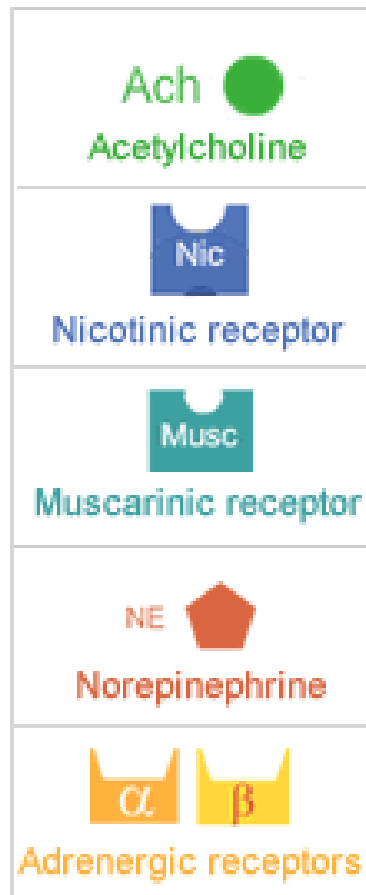 Ach
Acetylcholine
Nic
Nicotinic receptor
Musc
Muscarinic receptor
NE
Norepinephrine
α β
Adrenergic receptors